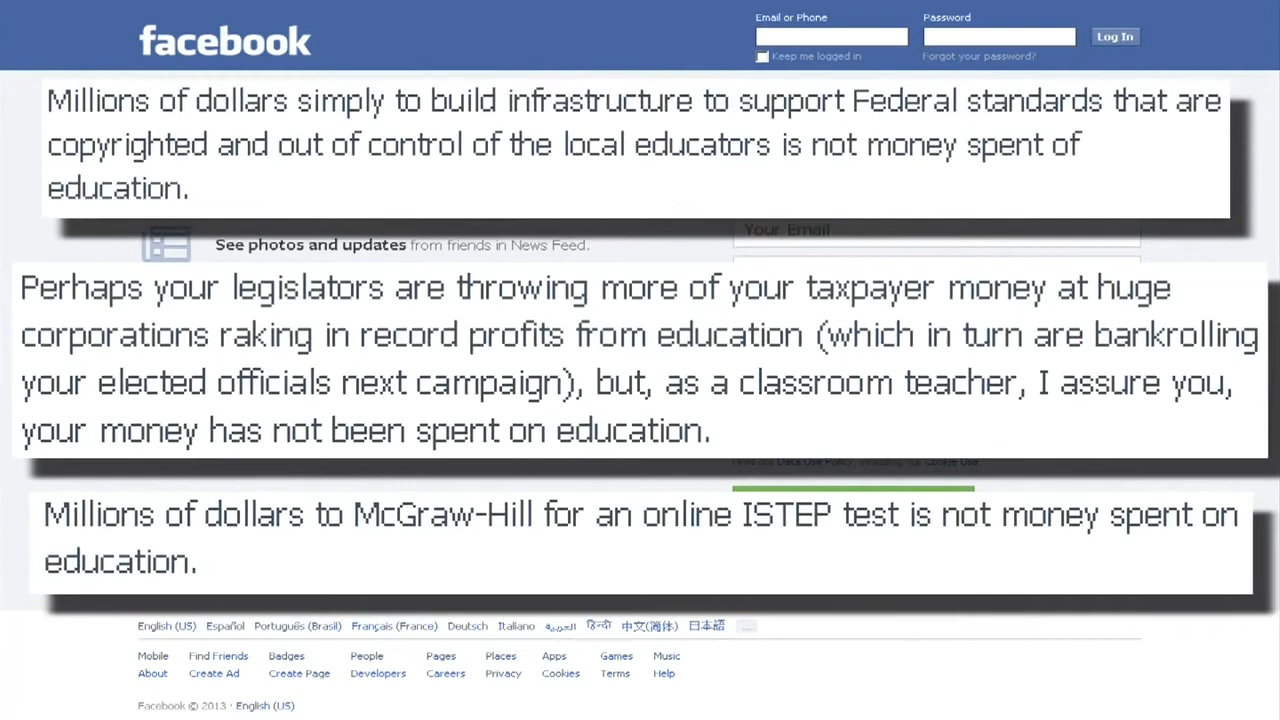 Email or Phone
Password
facebook
Log In
Keep me logged in
Forgot your password?
Millions of dollars simply to build infrastructure to support Federal standards that are
copyrighted and out of control of the local educators is not money spent of
education.
Your Email
See photos and updates from friends in News Feed.
Perhaps your legislators are throwing more of your taxpayer money at huge
corporations raking in record profits from education (which in turn are bankrolling
your elected officials next campaign), but, as a classroom teacher, I assure you,
your money has not been spent on education.
Data Use Policy, including our Cookie Use.
Millions of dollars to McGraw-Hill for an online ISTEP test is not money spent on
education.
English (US) Español Português (Brasil) Français (France) Deutsch Italiano العربية हिन्दी 中文(简体) 日本語 ...
Mobile Find Friends Badges People Pages Places Apps Games Music
About Create Ad Create Page Developers Careers Privacy Cookies Terms Help
Facebook © 2013 · English (US)